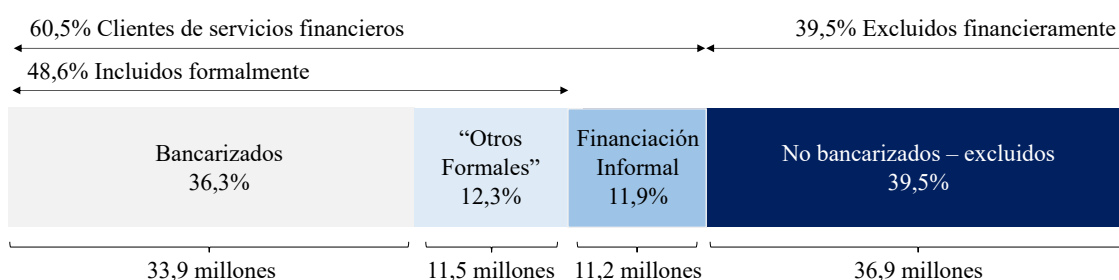 60,5% Clientes de servicios financieros
39,5% Excluidos financieramente
48,6% Incluidos formalmente
Bancarizados
36,3%
“Otros
Formales”
12,3%
Financiación
Informal
11,9%
No bancarizados – excluidos
39,5%
33,9 millones
11,5 millones
11,2 millones
36,9 millones